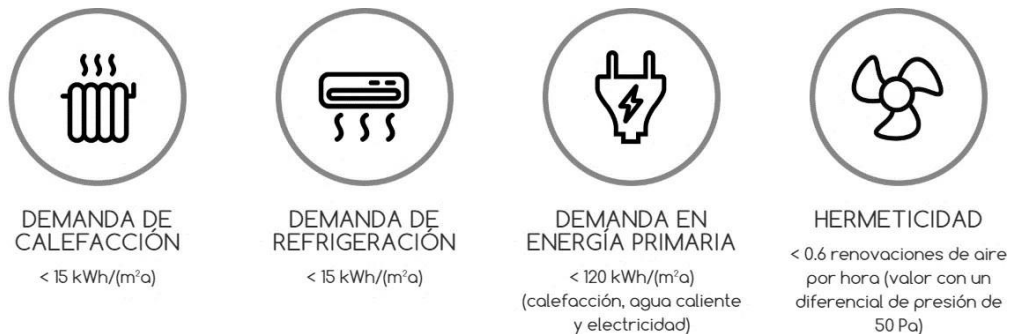 DEMANDA DE
CALEFACCIÓN
< 15 kWh/(m²a)
DEMANDA DE
REFRIGERACIÓN
< 15 kWh/(m²a)
DEMANDA EN
ENERGÍA PRIMARIA
< 120 kWh/(m²a)
(calefacción, agua caliente
y electricidad)
HERMETICIDAD
< 0.6 renovaciones de aire
por hora (valor con un
diferencial de presión de
50 Pa)